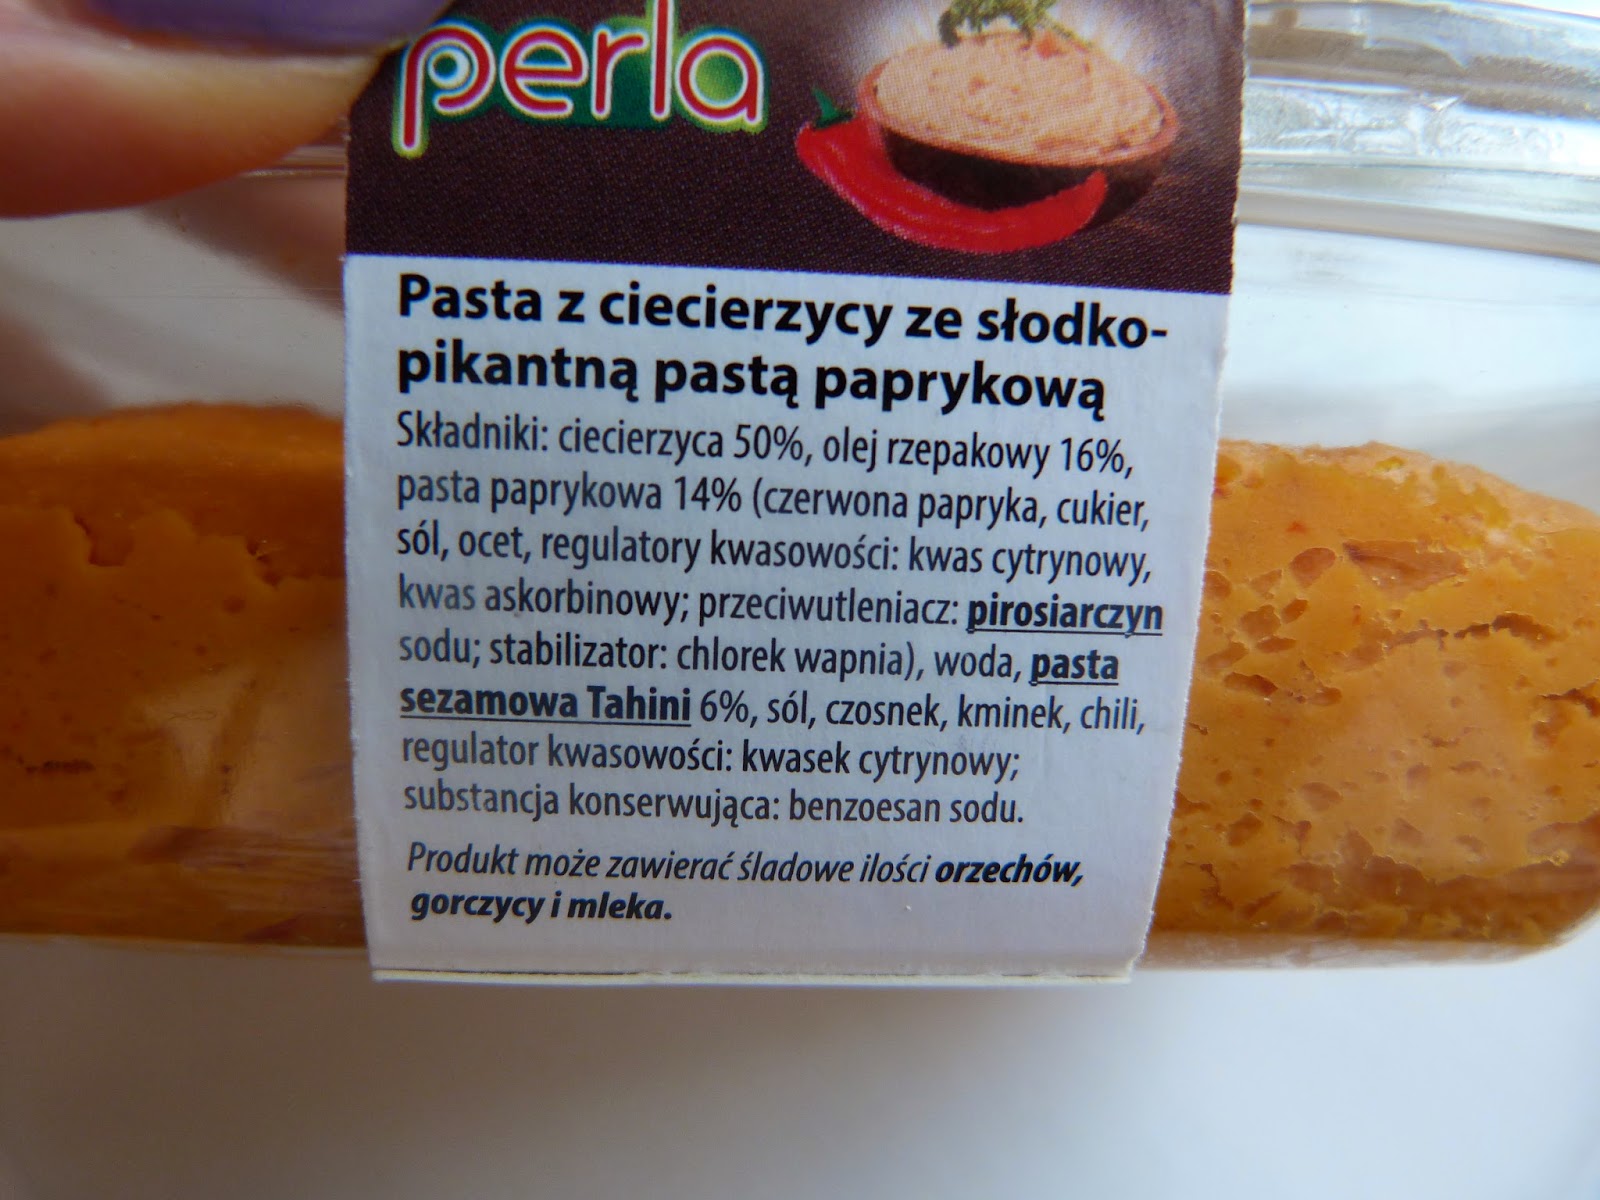 perla
Pasta z ciecierzycy ze słodko-
pikantną pastą paprykową
Składniki: ciecierzyca 50%, olej rzepakowy 16%,
pasta paprykowa 14% (czerwona papryka, cukier,
sól, ocet, regulatory kwasowości: kwas cytrynowy,
kwas askorbinowy; przeciwutleniacz: pirosiarczyn
sodu; stabilizator: chlorek wapnia), woda, pasta
sezamowa Tahini 6%, sól, czosnek, kminek, chili,
regulator kwasowości: kwasek cytrynowy;
substancja konserwująca: benzoesan sodu.
Produkt może zawierać śladowe ilości orzechów,
gorczycy i mleka.